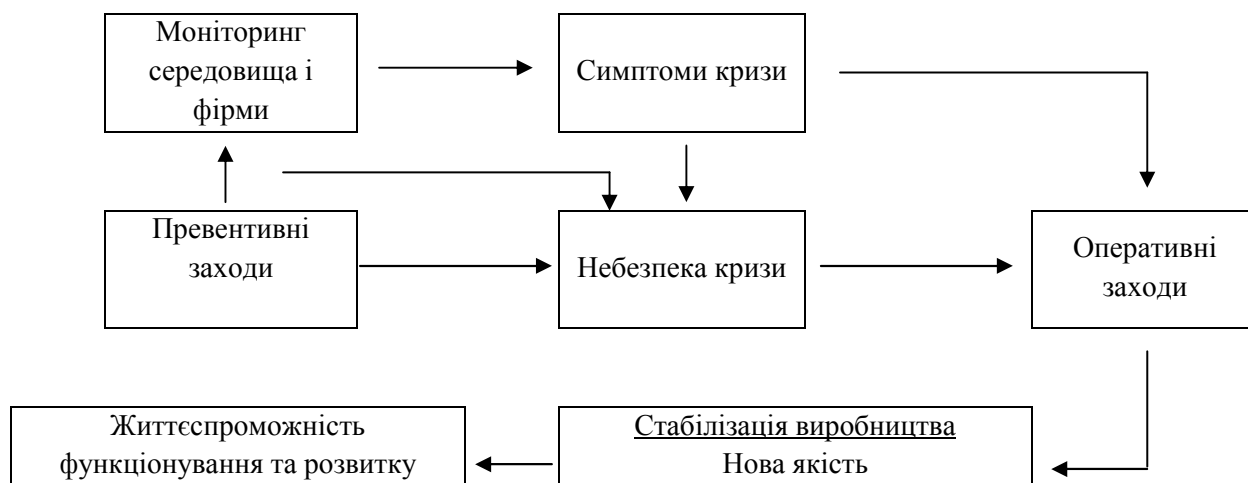 Моніторинг
середовища і
фірми
Симптоми кризи
Превентивні
заходи
Небезпека кризи
Оперативні
заходи
Життєспроможність
функціонування та розвитку
Стабілізація виробництва
Нова якість